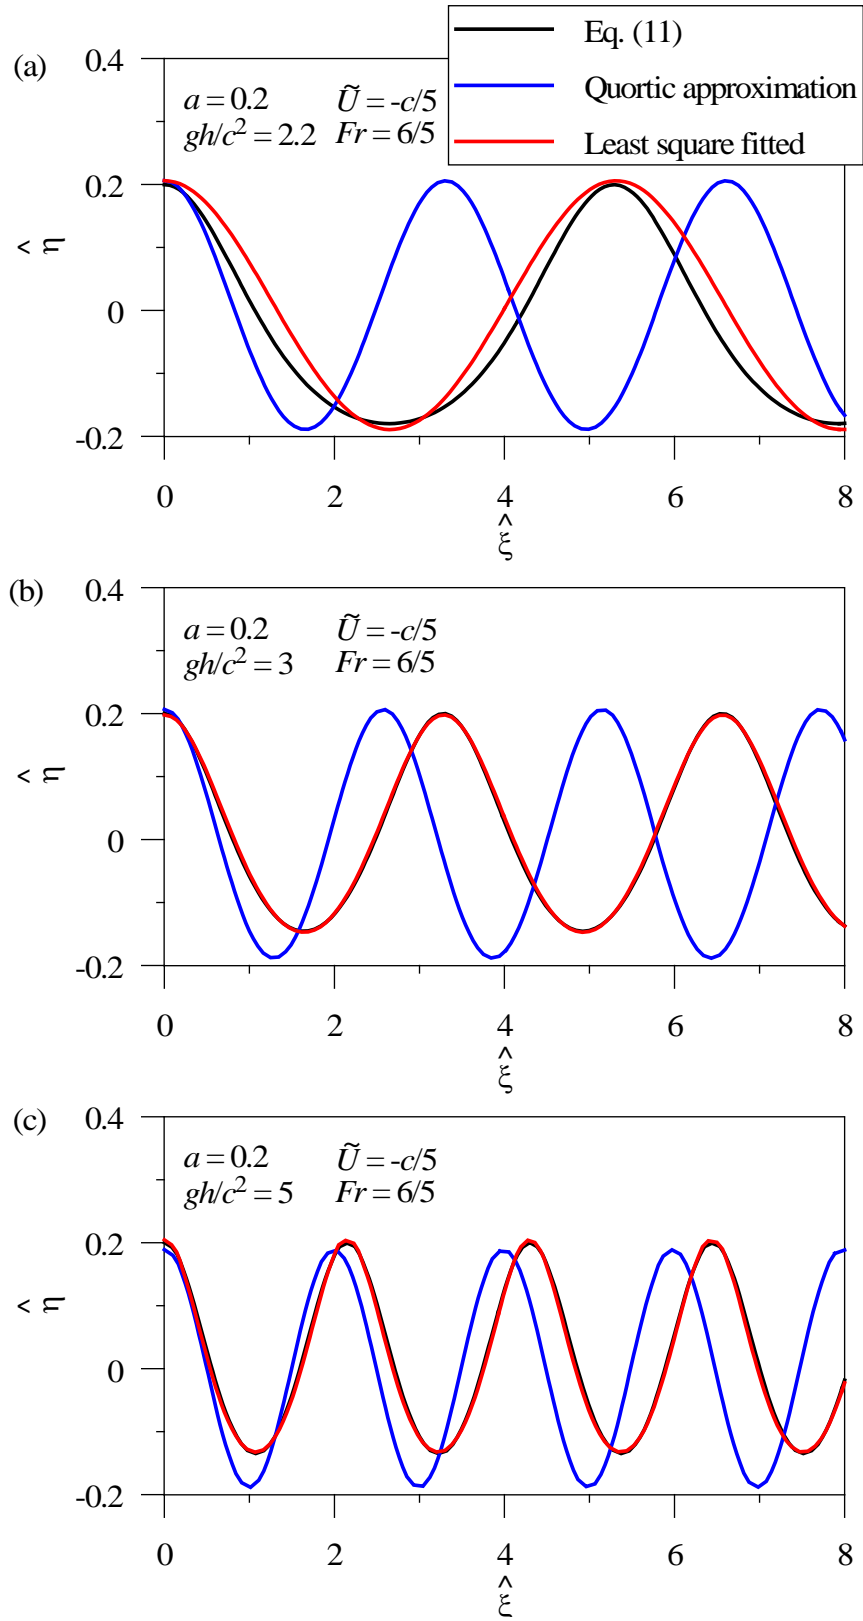 Eq. (11)
Quortic approximation
Least square fitted
(a)
0.4
0.2
0
-0.2
a = 0.2 Ũ = -c/5
gh/c² = 2.2 Fr = 6/5
η̂
0 2 4 6 8
ξ̂
(b)
0.4
0.2
0
-0.2
a = 0.2 Ũ = -c/5
gh/c² = 3 Fr = 6/5
η̂
0 2 4 6 8
ξ̂
(c)
0.4
0.2
0
-0.2
a = 0.2 Ũ = -c/5
gh/c² = 5 Fr = 6/5
η̂
0 2 4 6 8
ξ̂